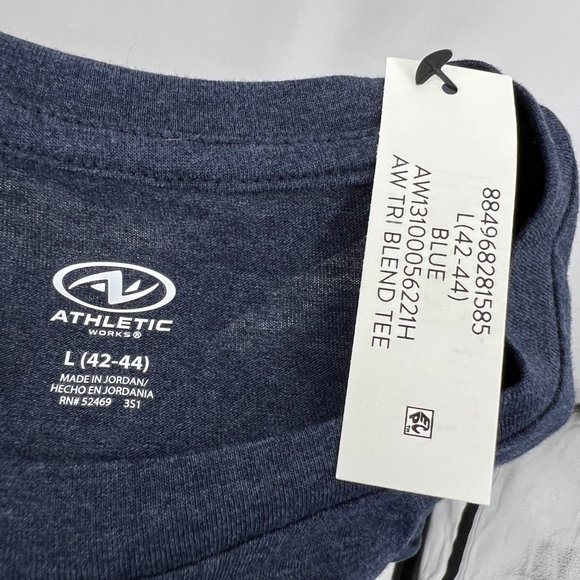 ATHLETIC
WORKS®
L (42-44)
MADE IN JORDAN/
HECHO EN JORDANIA
RN# 52469 3S1
884968281585
L(42-44)
BLUE
AW13100056221H
AW TRI BLEND TEE